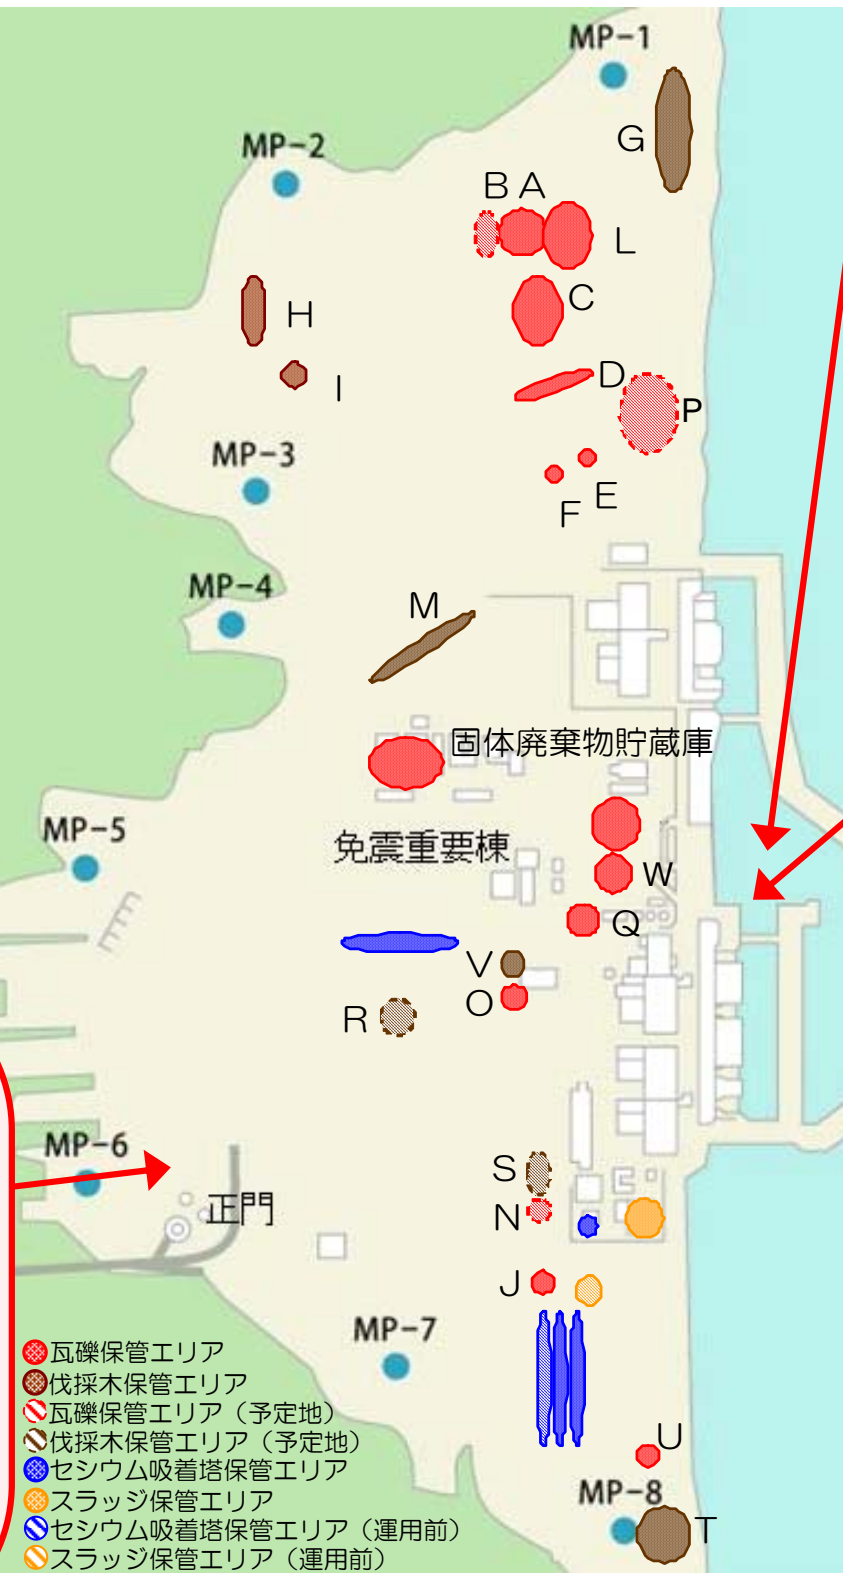 MP-1
G
MP-2
B A
L
H
C
I
D
P
MP-3
E
F
MP-4
M
固体廃棄物貯蔵庫
MP-5
免震重要棟
W
Q
V
O
R
MP-6
S
正門
N
J
MP-7
U
MP-8
T
瓦礫保管エリア
伐採木保管エリア
瓦礫保管エリア（予定地）
伐採木保管エリア（予定地）
セシウム吸着塔保管エリア
スラッジ保管エリア
セシウム吸着塔保管エリア（運用前）
スラッジ保管エリア（運用前）